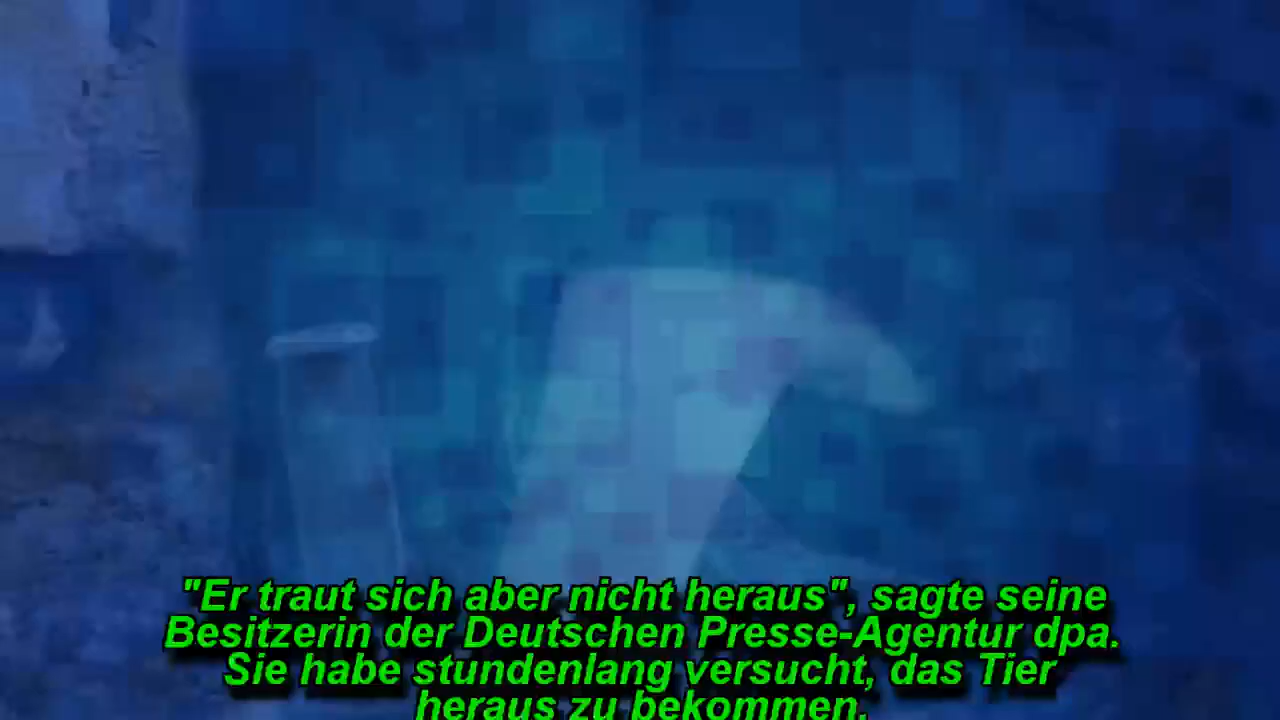 "Er traut sich aber nicht heraus", sagte seine
Besitzerin der Deutschen Presse-Agentur dpa.
Sie habe stundenlang versucht, das Tier
heraus zu bekommen.